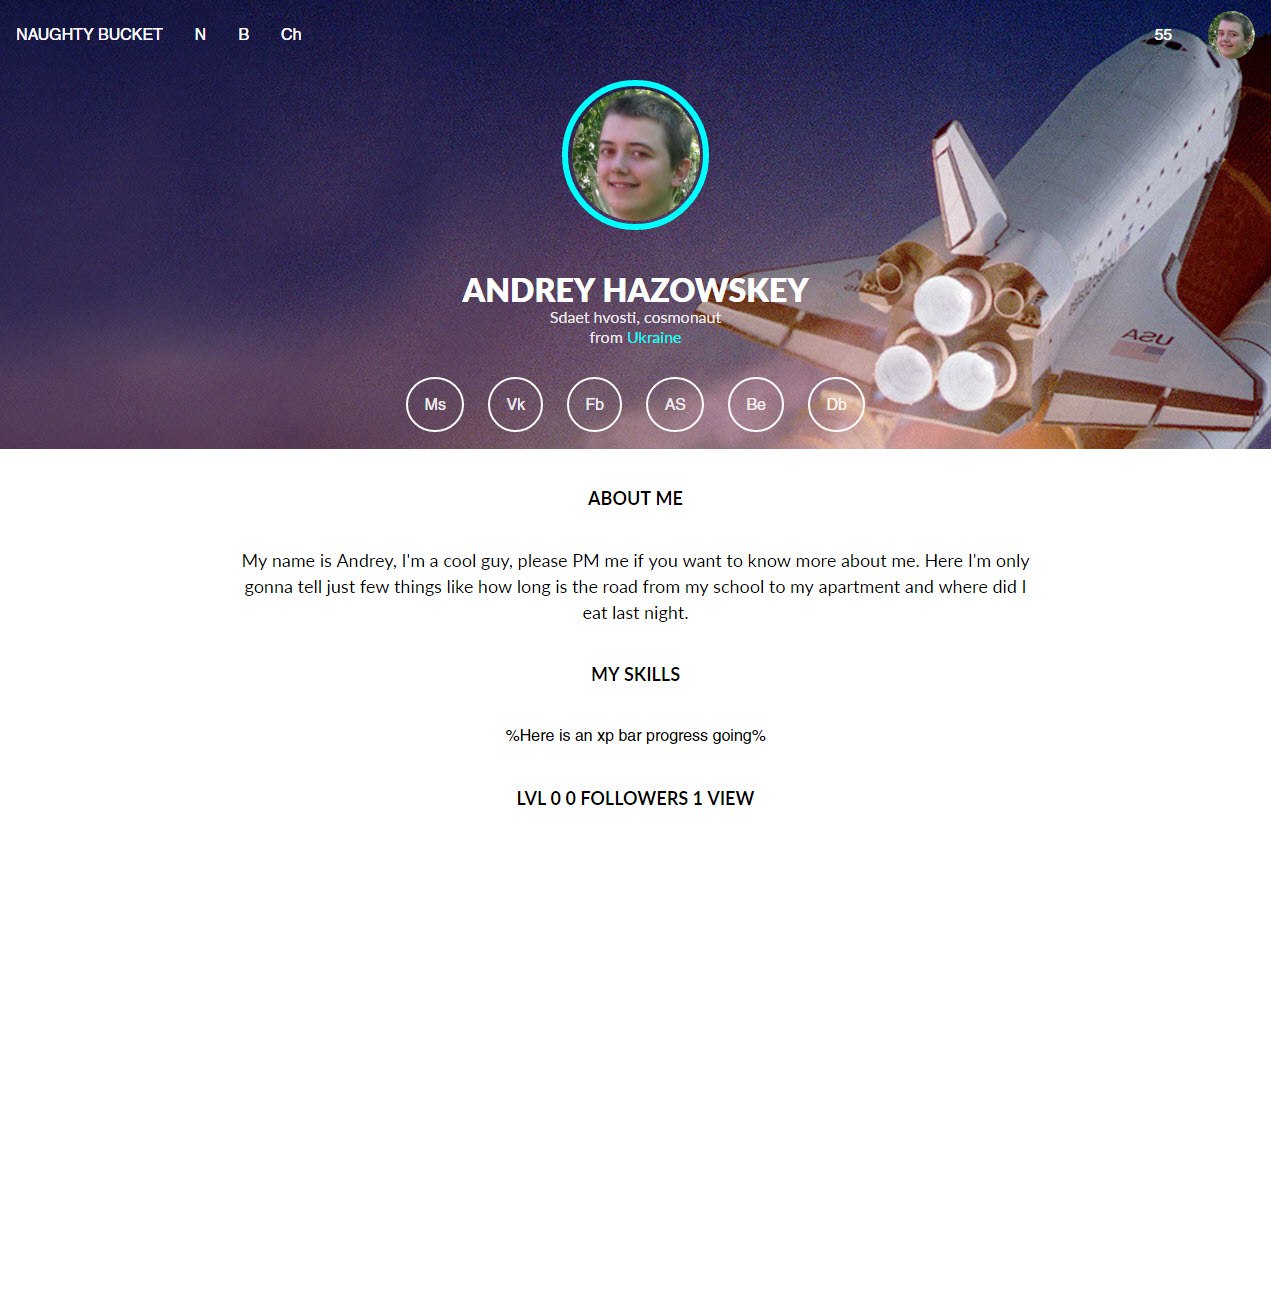 NAUGHTY BUCKET N B Ch 55
ANDREY HAZOWSKEY
Sdaet hvosti, cosmonaut
from Ukraine
Ms Vk Fb AS Be Db
USA
ABOUT ME
My name is Andrey, I'm a cool guy, please PM me if you want to know more about me. Here I'm only
gonna tell just few things like how long is the road from my school to my apartment and where did I
eat last night.
MY SKILLS
%Here is an xp bar progress going%
LVL 0 0 FOLLOWERS 1 VIEW